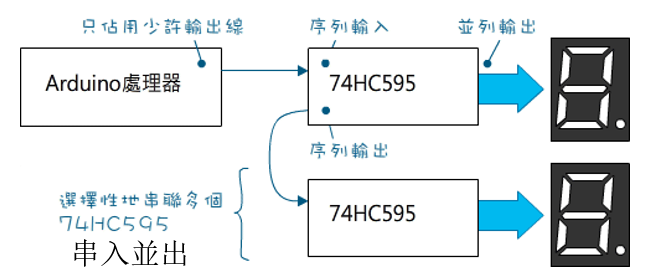 只佔用少許輸出線
序列輸入
並列輸出
Arduino處理器
74HC595
序列輸出
選擇性地串聯多個
74HC595
74HC595
串入並出